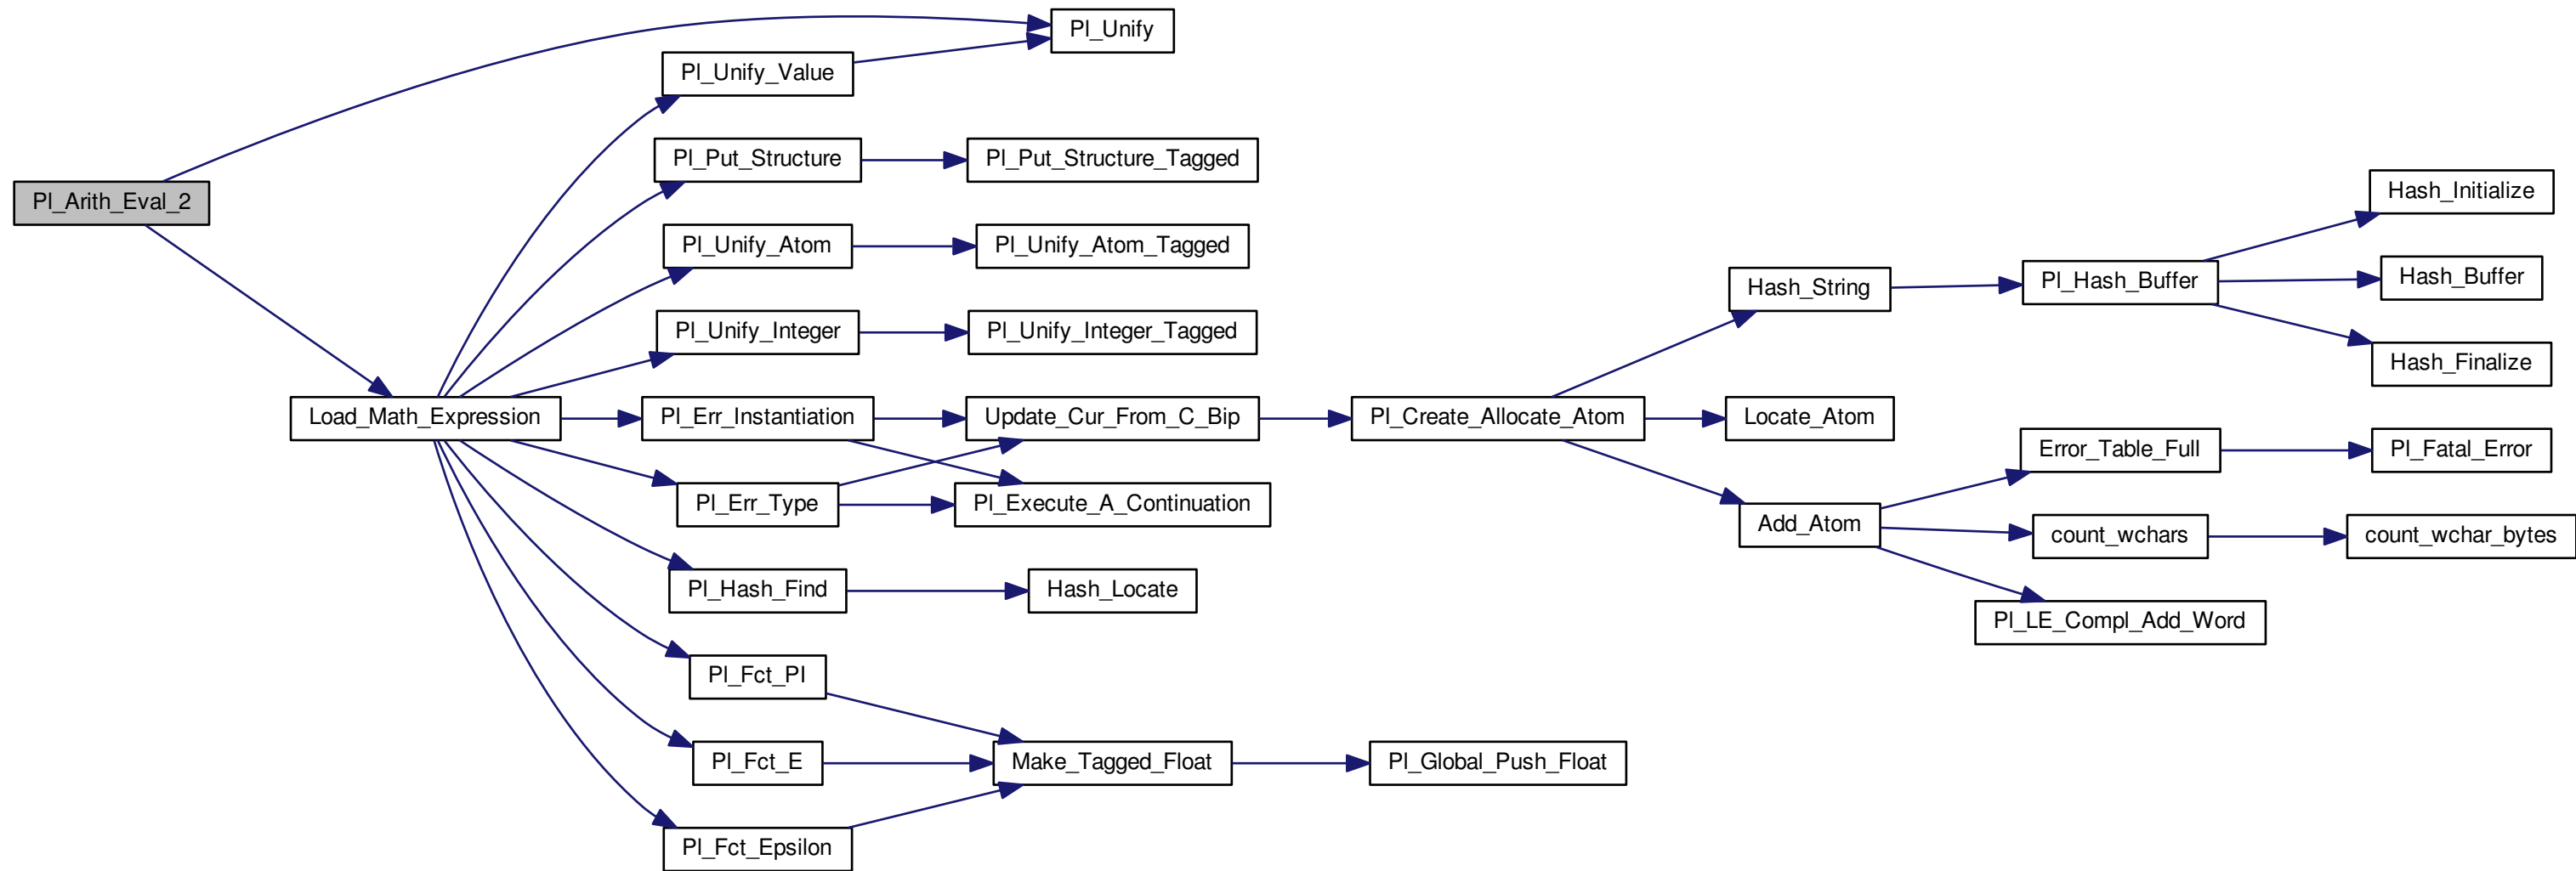 Pl_Arith_Eval_2
Pl_Unify
Pl_Unify_Value
Pl_Put_Structure
Pl_Put_Structure_Tagged
Pl_Unify_Atom
Pl_Unify_Atom_Tagged
Pl_Unify_Integer
Pl_Unify_Integer_Tagged
Load_Math_Expression
Pl_Err_Instantiation
Update_Cur_From_C_Bip
Pl_Create_Allocate_Atom
Pl_Err_Type
Pl_Execute_A_Continuation
Pl_Hash_Find
Hash_Locate
Pl_Fct_PI
Pl_Fct_E
Make_Tagged_Float
Pl_Global_Push_Float
Pl_Fct_Epsilon
Hash_String
Pl_Hash_Buffer
Hash_Initialize
Hash_Buffer
Hash_Finalize
Locate_Atom
Add_Atom
Error_Table_Full
Pl_Fatal_Error
count_wchars
count_wchar_bytes
Pl_LE_Compl_Add_Word